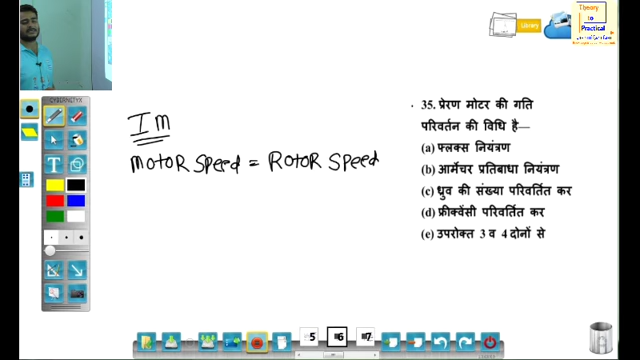 Library
Theory
to
Practical
IM
MOTOR Speed = ROTOR Speed
35. प्रेरण मोटर की गति
परिवर्तन की विधि है—
(a) फ्लक्स नियंत्रण
(b) आर्मेचर प्रतिबाधा नियंत्रण
(c) ध्रुव की संख्या परिवर्तित कर
(d) फ्रीक्वेंसी परिवर्तित कर
(e) उपरोक्त 3 व 4 दोनों से
CYBERNETYX
T
5 6 7